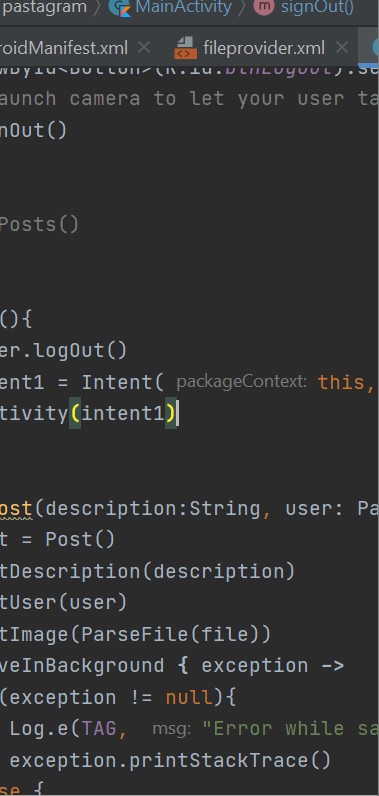 pastagram > MainActivity > m signOut()
roidManifest.xml × fileprovider.xml ×
wById<Button>(R.id.btnLogout).se
aunch camera to let your user ta
nOut()
Posts()
(){
er.logOut()
ent1 = Intent( packageContext: this,
tivity(intent1)
ost(description:String, user: Pa
t = Post()
tDescription(description)
tUser(user)
tImage(ParseFile(file))
veInBackground { exception ->
(exception != null){
Log.e(TAG, msg: "Error while sa
exception.printStackTrace()
se {